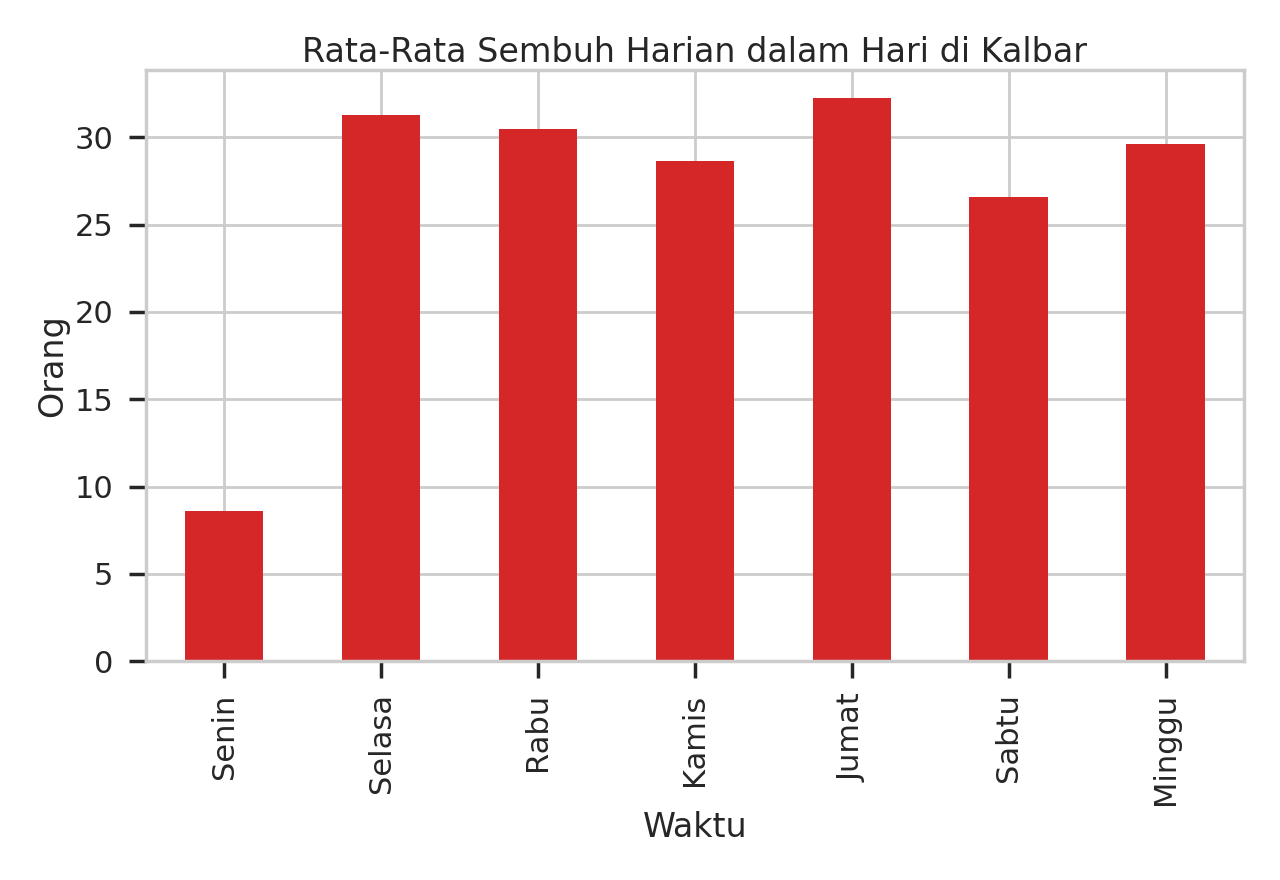 Rata-Rata Sembuh Harian dalam Hari di Kalbar
Orang
30
25
20
15
10
5
0
Senin
Selasa
Rabu
Kamis
Jumat
Sabtu
Minggu
Waktu